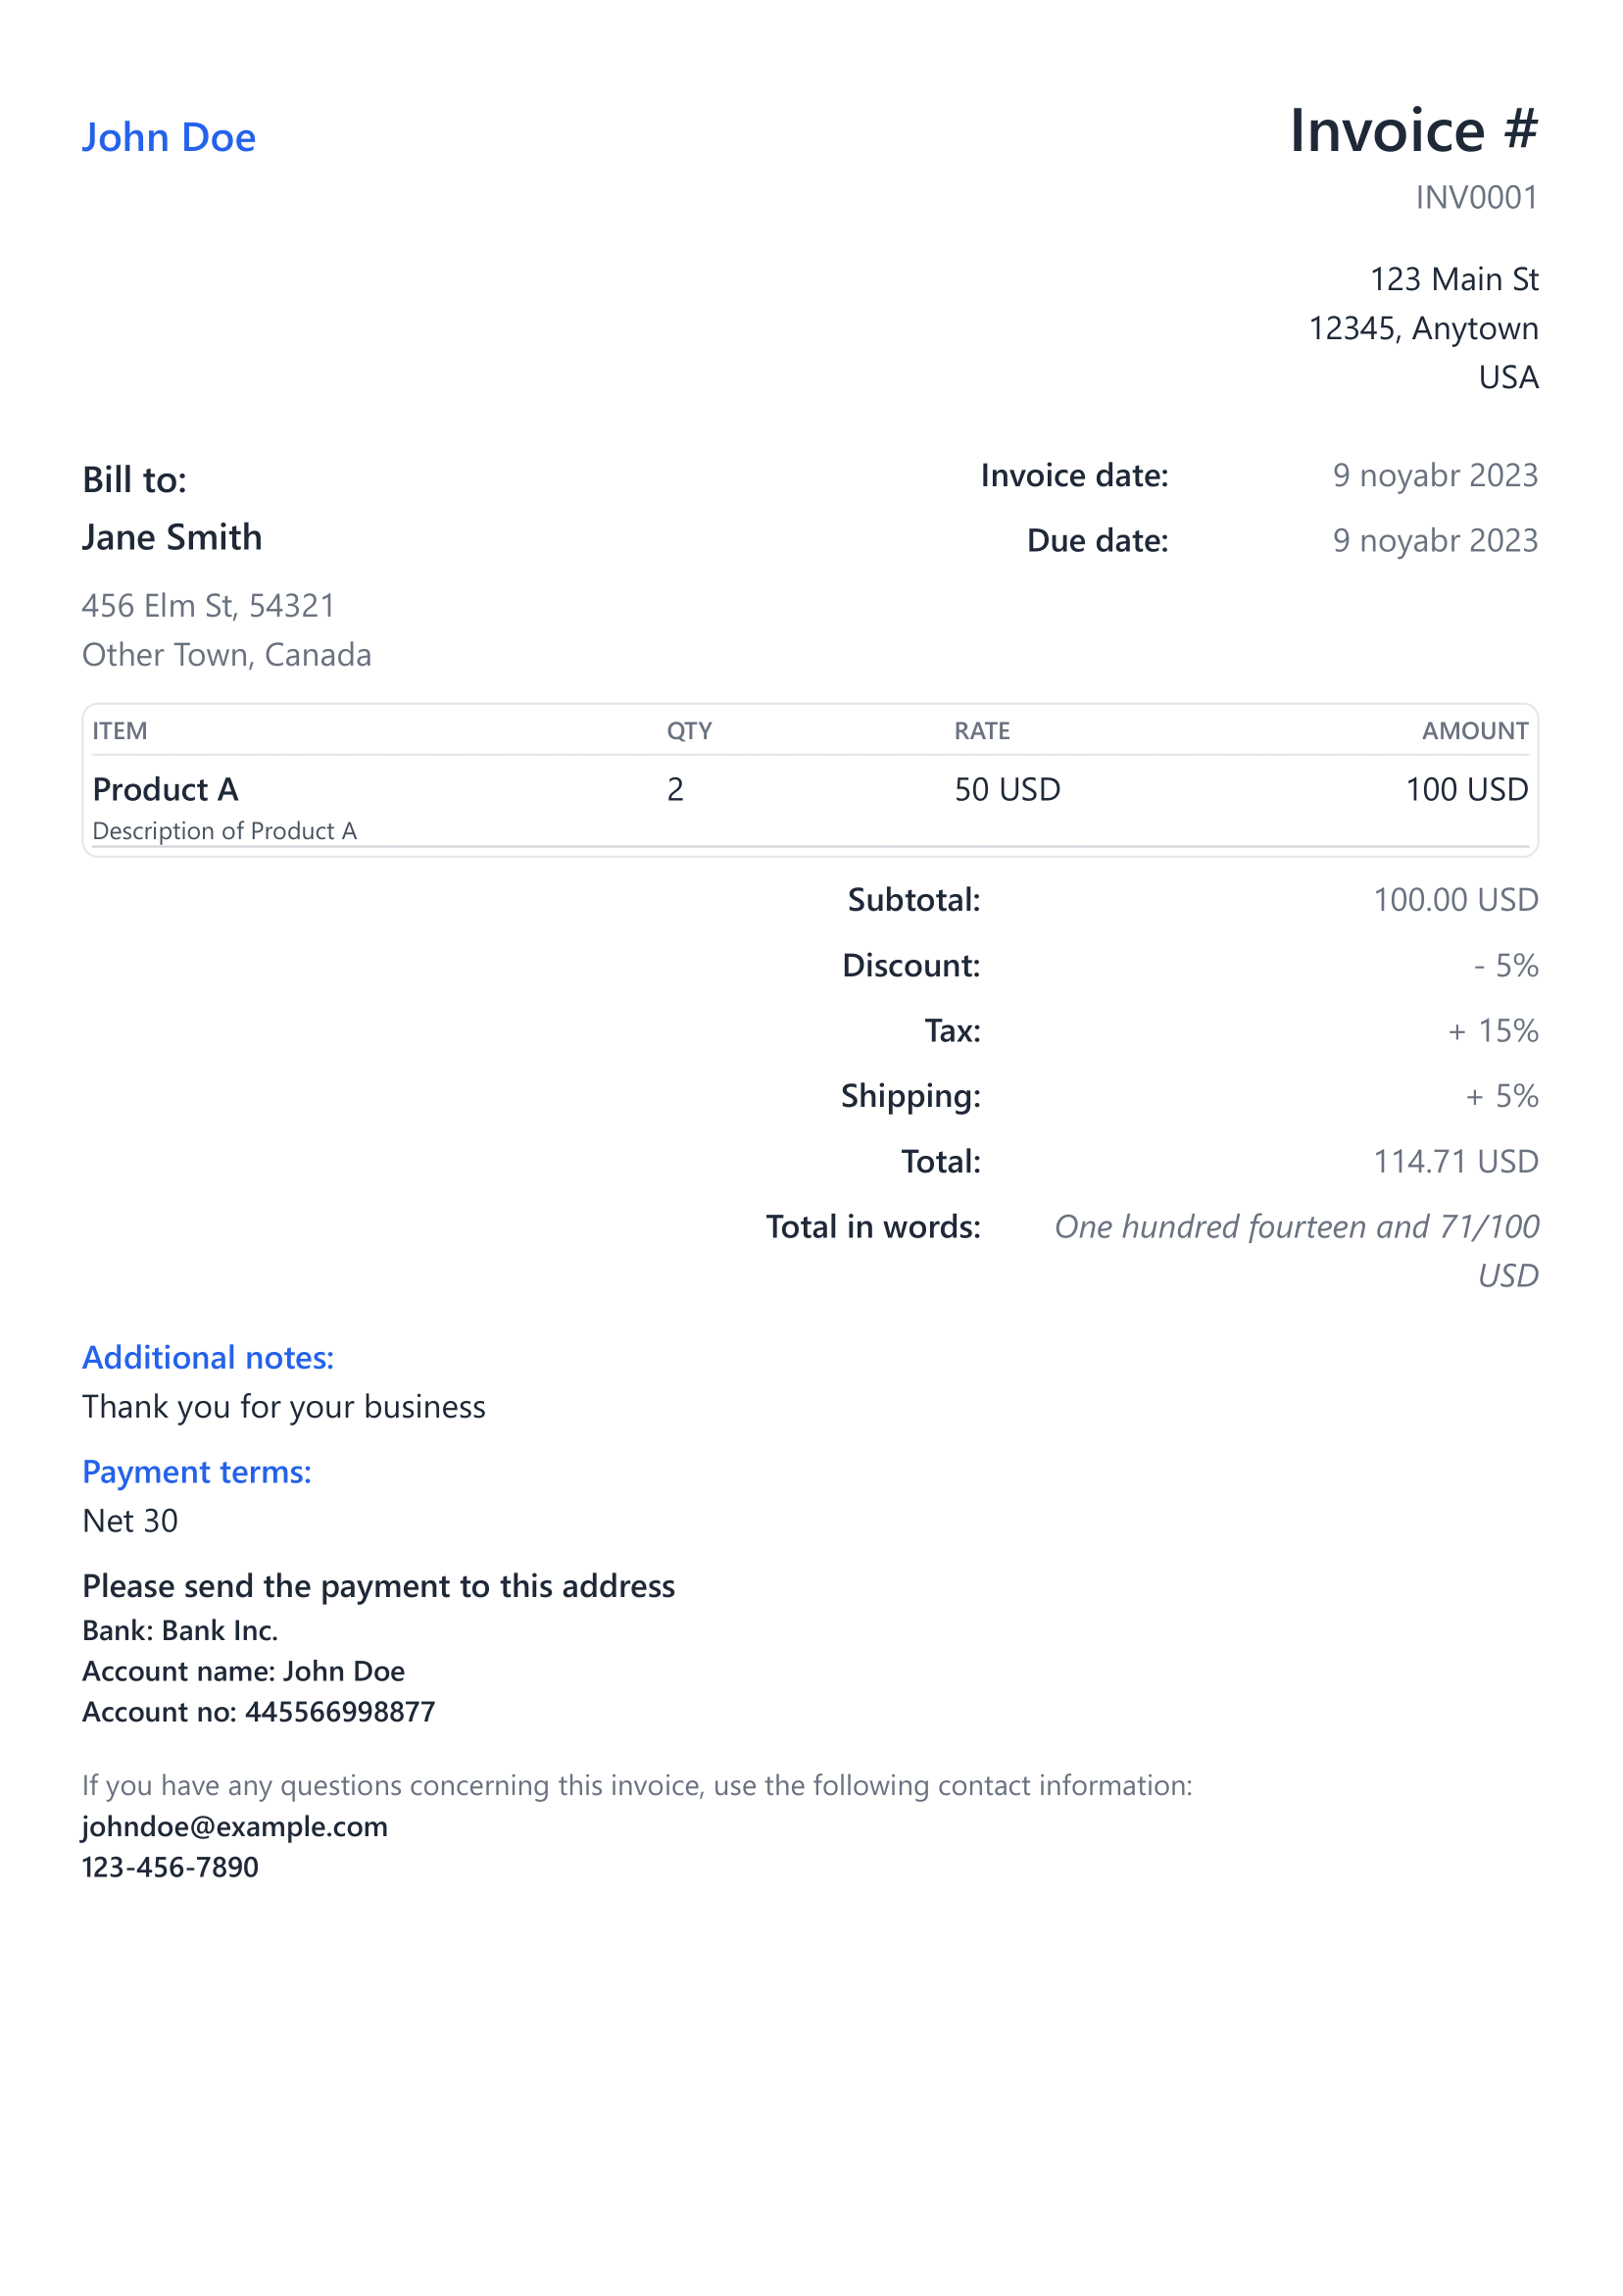 John Doe
Invoice #
INV0001
123 Main St
12345, Anytown
USA
Bill to:
Jane Smith
456 Elm St, 54321
Other Town, Canada
Invoice date: 9 noyabr 2023
Due date: 9 noyabr 2023
ITEM QTY RATE AMOUNT
Product A 2 50 USD 100 USD
Description of Product A
Subtotal: 100.00 USD
Discount: - 5%
Tax: + 15%
Shipping: + 5%
Total: 114.71 USD
Total in words: One hundred fourteen and 71/100
USD
Additional notes:
Thank you for your business
Payment terms:
Net 30
Please send the payment to this address
Bank: Bank Inc.
Account name: John Doe
Account no: 445566998877
If you have any questions concerning this invoice, use the following contact information:
johndoe@example.com
123-456-7890